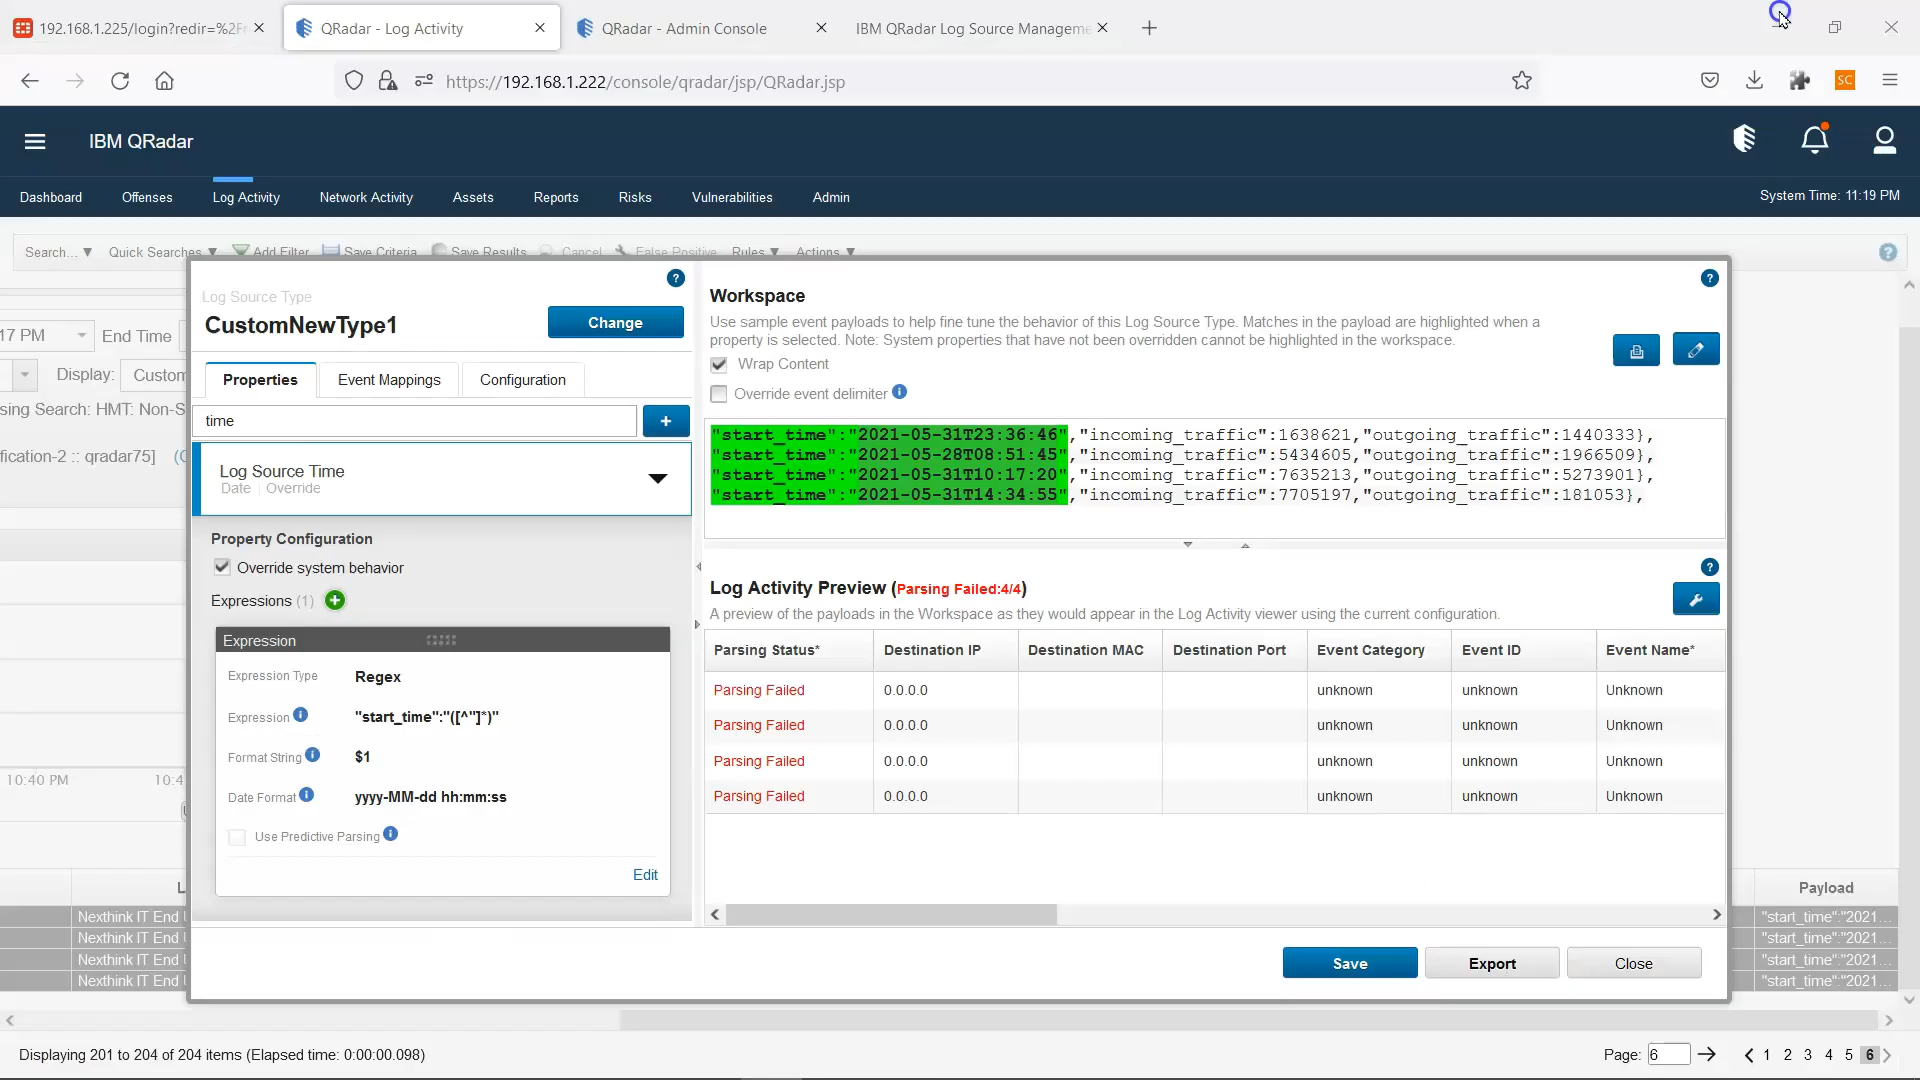 192.168.1.225/login?redir=%2F
QRadar - Log Activity
QRadar - Admin Console
IBM QRadar Log Source Manageme
https://192.168.1.222/console/qradar/jsp/QRadar.jsp
SC
IBM QRadar
Dashboard
Offenses
Log Activity
Network Activity
Assets
Reports
Risks
Vulnerabilities
Admin
System Time: 11:19 PM
Search...
Quick Searches
Add Filter
Save Criteria
Save Results
Cancel
False Positive
Rules
Actions
17 PM
End Time
Display:
Custom
sing Search: HMT: Non-S
fication-2 :: qradar75]
10:40 PM
10:4
Log Source Type
CustomNewType1
Change
Properties
Event Mappings
Configuration
time
Log Source Time
Date | Override
Property Configuration
Override system behavior
Expressions (1)
Expression
Expression Type
Regex
Expression
"start_time":"([^"]*)"
Format String
$1
Date Format
yyyy-MM-dd hh:mm:ss
Use Predictive Parsing
Edit
Workspace
Use sample event payloads to help fine tune the behavior of this Log Source Type. Matches in the payload are highlighted when a
property is selected. Note: System properties that have not been overridden cannot be highlighted in the workspace.
Wrap Content
Override event delimiter
"start_time":"2021-05-31T23:36:46","incoming_traffic":1638621,"outgoing_traffic":1440333},
"start_time":"2021-05-28T08:51:45","incoming_traffic":5434605,"outgoing_traffic":1966509},
"start_time":"2021-05-31T10:17:20","incoming_traffic":7635213,"outgoing_traffic":5273901},
"start_time":"2021-05-31T14:34:55","incoming_traffic":7705197,"outgoing_traffic":181053},
Log Activity Preview (Parsing Failed:4/4)
A preview of the payloads in the Workspace as they would appear in the Log Activity viewer using the current configuration.
Parsing Status* Destination IP Destination MAC Destination Port Event Category Event ID Event Name*
Parsing Failed 0.0.0.0 unknown unknown Unknown
Parsing Failed 0.0.0.0 unknown unknown Unknown
Parsing Failed 0.0.0.0 unknown unknown Unknown
Parsing Failed 0.0.0.0 unknown unknown Unknown
Save
Export
Close
Payload
Nexthink IT End "start_time":"2021...
Nexthink IT End "start_time":"2021...
Nexthink IT End "start_time":"2021...
Nexthink IT End "start_time":"2021...
Displaying 201 to 204 of 204 items (Elapsed time: 0:00:00.098)
Page: 6
1 2 3 4 5 6